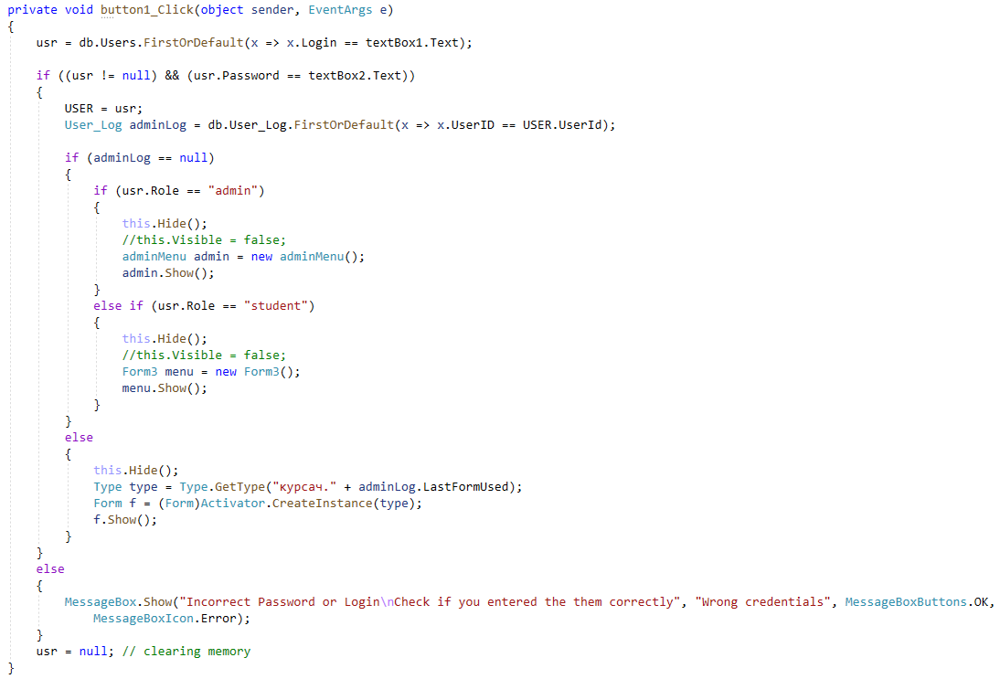 private void button1_Click(object sender, EventArgs e)
{
    usr = db.Users.FirstOrDefault(x => x.Login == textBox1.Text);

    if ((usr != null) && (usr.Password == textBox2.Text))
    {
        USER = usr;
        User_Log adminLog = db.User_Log.FirstOrDefault(x => x.UserID == USER.UserId);

        if (adminLog == null)
        {
            if (usr.Role == "admin")
            {
                this.Hide();
                //this.Visible = false;
                adminMenu admin = new adminMenu();
                admin.Show();
            }
            else if (usr.Role == "student")
            {
                this.Hide();
                //this.Visible = false;
                Form3 menu = new Form3();
                menu.Show();
            }
        }
        else
        {
            this.Hide();
            Type type = Type.GetType("курсач." + adminLog.LastFormUsed);
            Form f = (Form)Activator.CreateInstance(type);
            f.Show();
        }
    }
    else
    {
        MessageBox.Show("Incorrect Password or Login\nCheck if you entered the them correctly", "Wrong credentials", MessageBoxButtons.OK,
            MessageBoxIcon.Error);
    }
    usr = null; // clearing memory
}